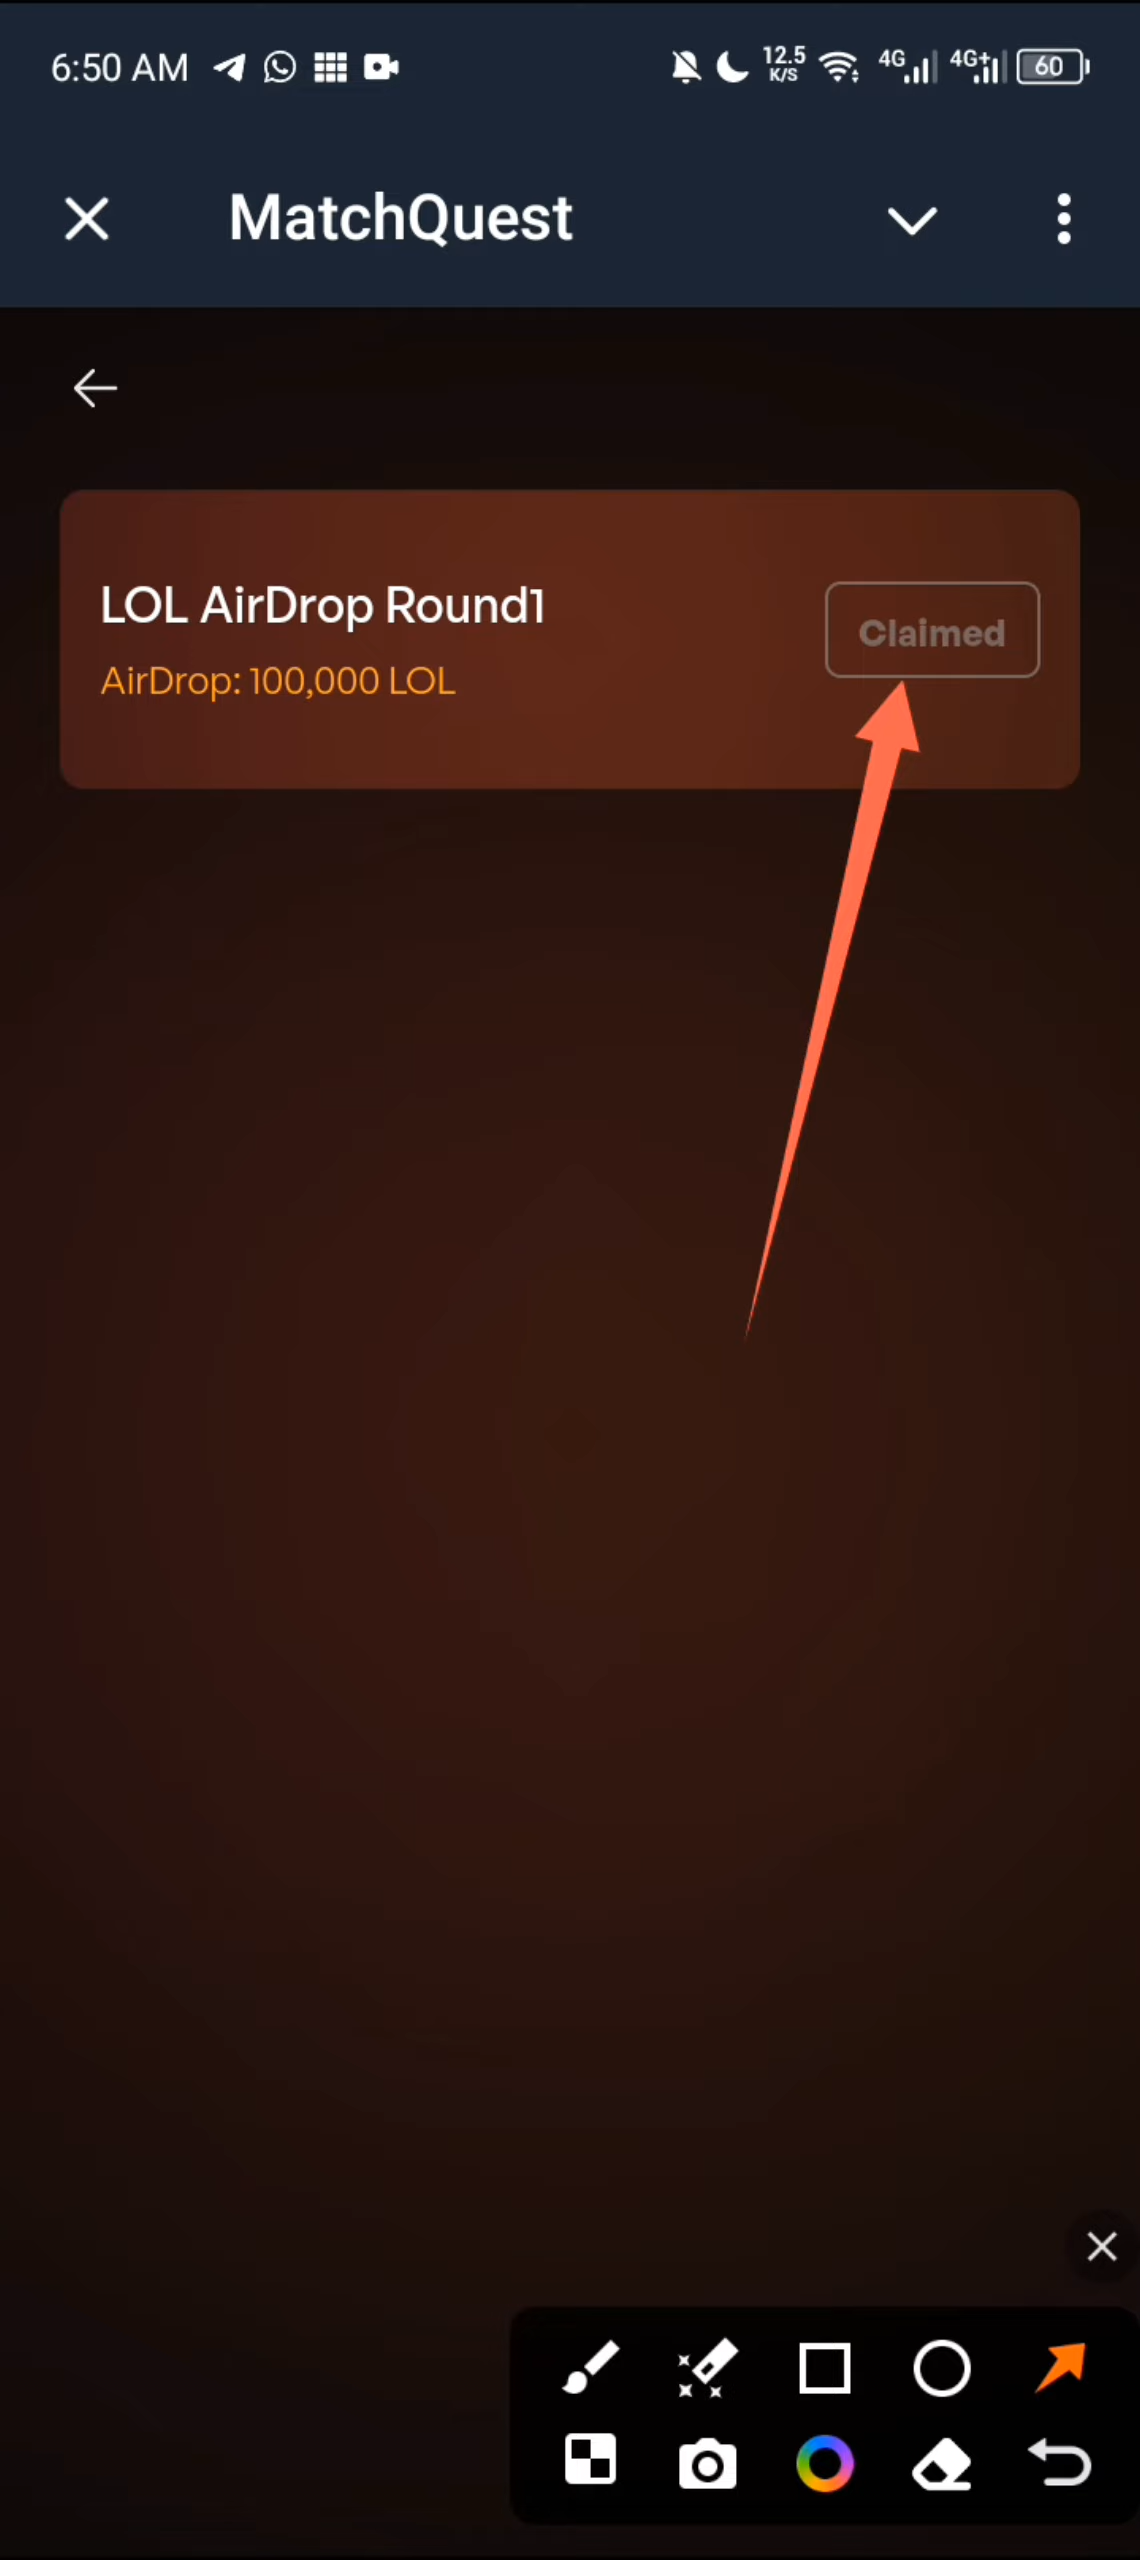 6:50 AM
12.5
K/S
4G
4G+
60
MatchQuest
LOL AirDrop Round1
AirDrop: 100,000 LOL
Claimed